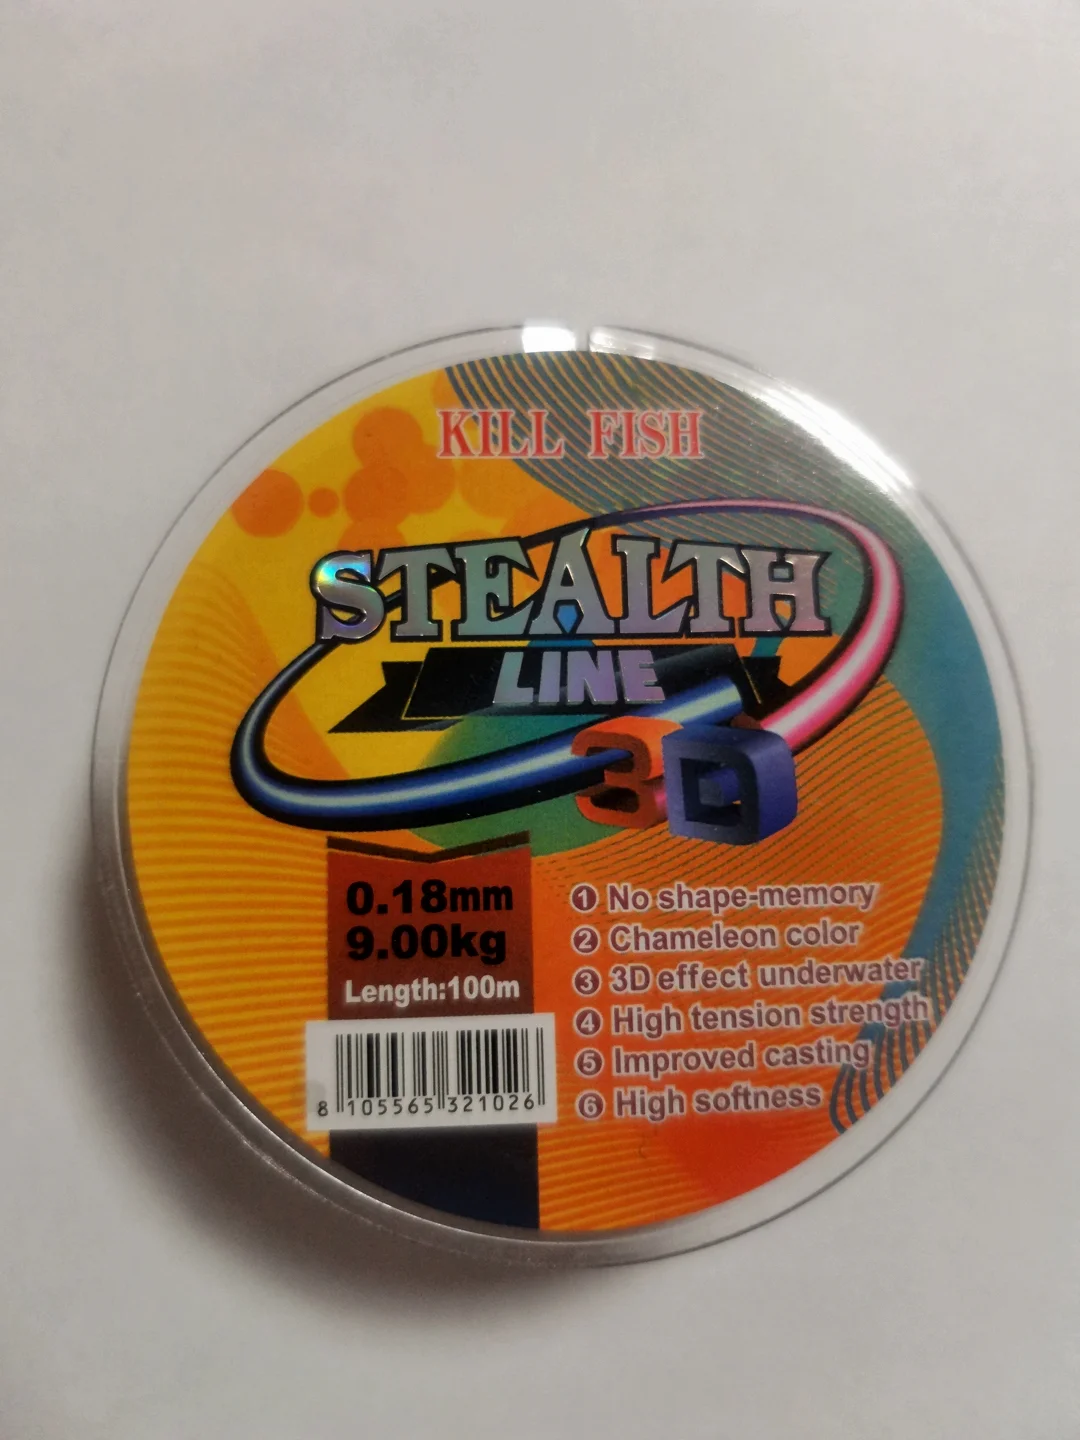 KILL FISH
STEALTH
LINE
3D
0.18mm
9.00kg
Length:100m
8 105565 321026
1 No shape-memory
2 Chameleon color
3 3D effect underwater
4 High tension strength
5 Improved casting
6 High softness